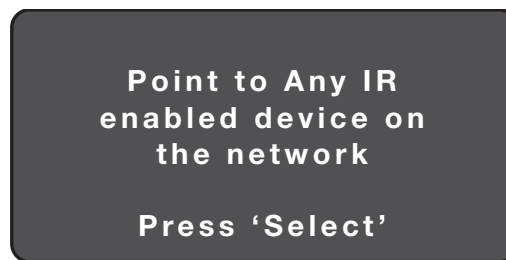 Point to Any IR
enabled device on
the network
Press ‘Select’